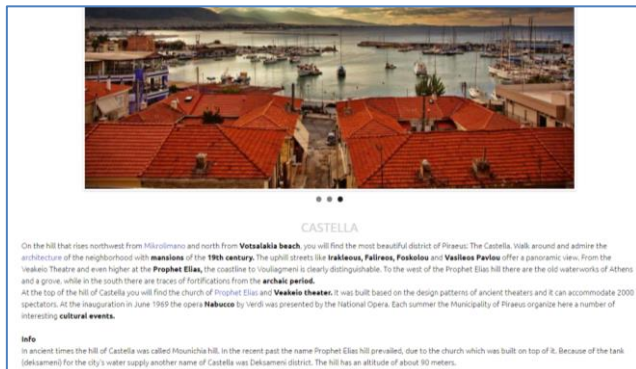 CASTELLA
On the hill that rises northwest from Mikrolimano and north from Votsalakia beach, you will find the most beautiful district of Piraeus: The Castella. Walk around and admire the
architecture of the neighborhood with mansions of the 19th century. The uphill streets like Irakleous, Falireos, Foskolou and Vasileos Pavlou offer a panoramic view. From the
Veakeio Theatre and even higher at the Prophet Elias, the coastline to Vouliagmeni is clearly distinguishable. To the west of the Prophet Elias hill there are the old waterworks of Athens
and a grove, while in the south there are traces of fortifications from the archaic period.
At the top of the hill of Castella you will find the church of Prophet Elias and Veakeio theater. It was built based on the design patterns of ancient theaters and it can accommodate 2000
spectators. At the inauguration in June 1969 the opera Nabucco by Verdi was presented by the National Opera. Each summer the Municipality of Piraeus organize here a number of
interesting cultural events.
Info
In ancient times the hill of Castella was called Mounichia hill. In the recent past the name Prophet Elias hill prevailed, due to the church which was built on top of it. Because of the tank
(deksameni) for the city's water supply another name of Castella was Deksameni district. The hill has an altitude of about 90 meters.